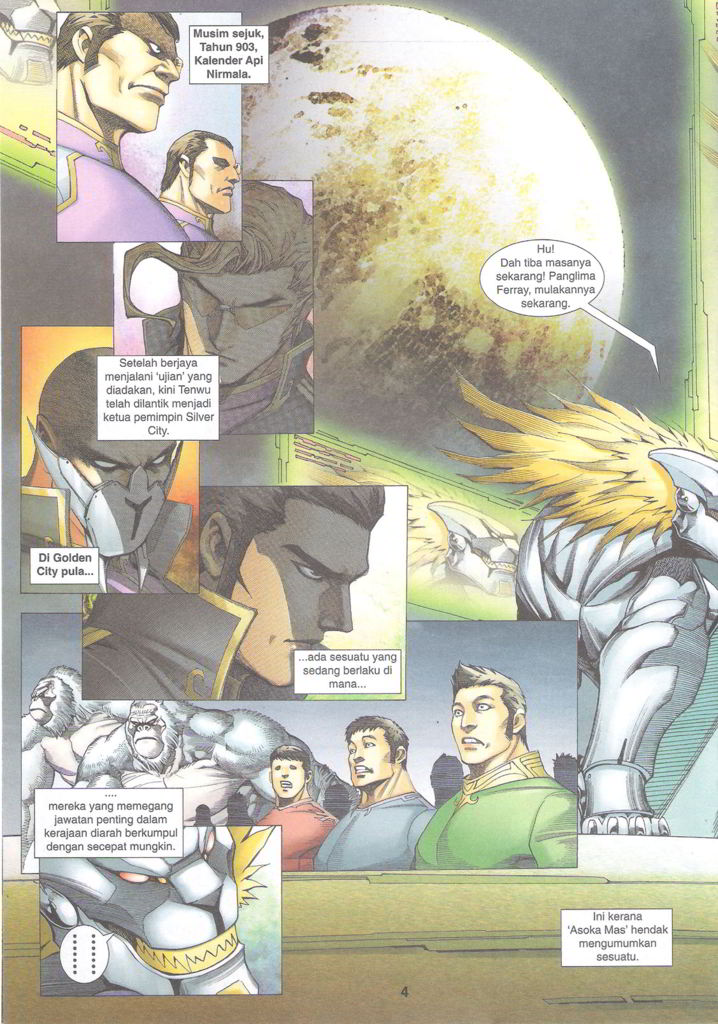 Musim sejuk,
Tahun 903,
Kalender Api
Nirmala.
Hu!
Dah tiba masanya
sekarang! Panglima
Ferray, mulakannya
sekarang.
Setelah berjaya
menjalani ‘ujian’ yang
diadakan, kini Tenwu
telah dilantik menjadi
ketua pemimpin Silver
City.
Di Golden
City pula...
...ada sesuatu yang
sedang berlaku di
mana...
....
mereka yang memegang
jawatan penting dalam
kerajaan diarah berkumpul
dengan secepat mungkin.
Ini kerana
‘Asoka Mas’ hendak
mengumumkan
sesuatu.
4